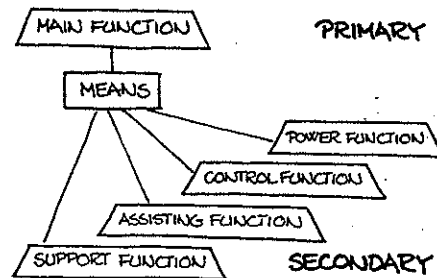 MAIN FUNCTION
PRIMARY
MEANS
POWER FUNCTION
CONTROL FUNCTION
ASSISTING FUNCTION
SUPPORT FUNCTION
SECONDARY